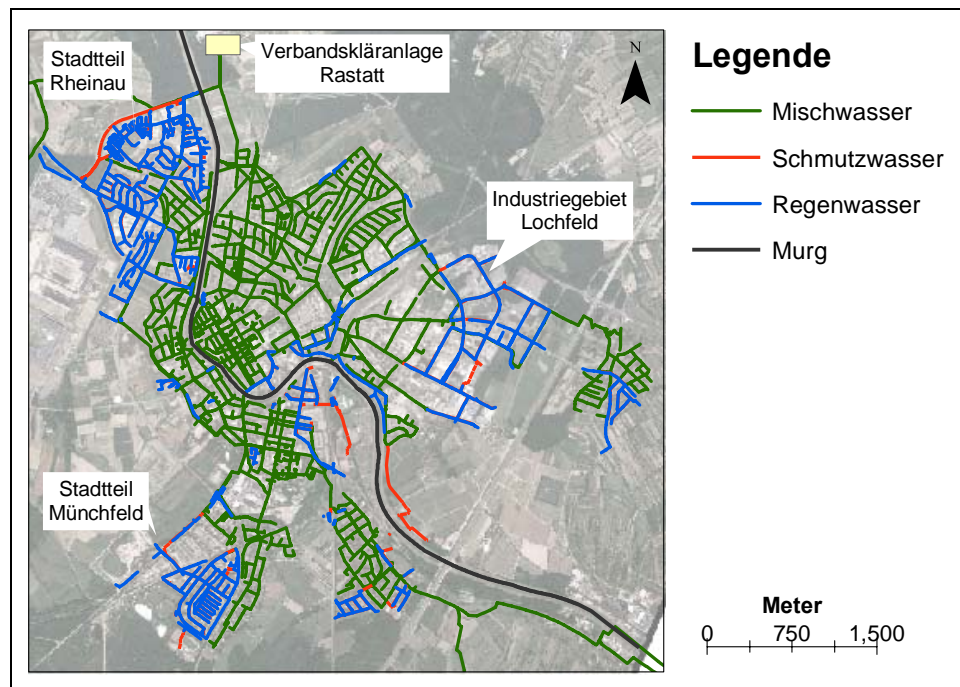 Stadtteil
Rheinau
Verbandskläranlage
Rastatt
N
Industriegebiet
Lochfeld
Stadtteil
Münchfeld
Legende
Mischwasser
Schmutzwasser
Regenwasser
Murg
Meter
0 750 1,500